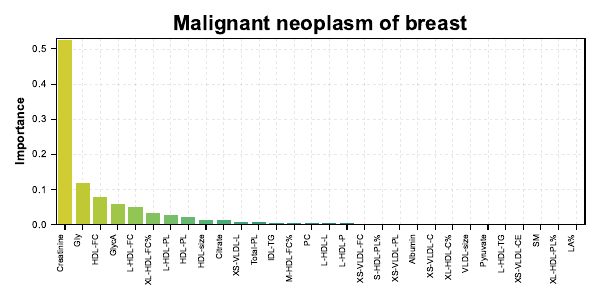 Malignant neoplasm of breast
Importance
0.5
0.4
0.3
0.2
0.1
0.0
Creatinine
Gly
HDL-FC
GlycA
L-HDL-FC
XL-HDL-FC%
L-HDL-PL
HDL-PL
HDL-size
Citrate
XS-VLDL-L
Total-PL
IDL-TG
M-HDL-FC%
PC
L-HDL-L
L-HDL-P
XS-VLDL-FC
S-HDL-PL%
XS-VLDL-PL
Albumin
XS-VLDL-C
XL-HDL-C%
VLDL-size
Pyruvate
L-HDL-TG
XS-VLDL-CE
SM
XL-HDL-PL%
LA%